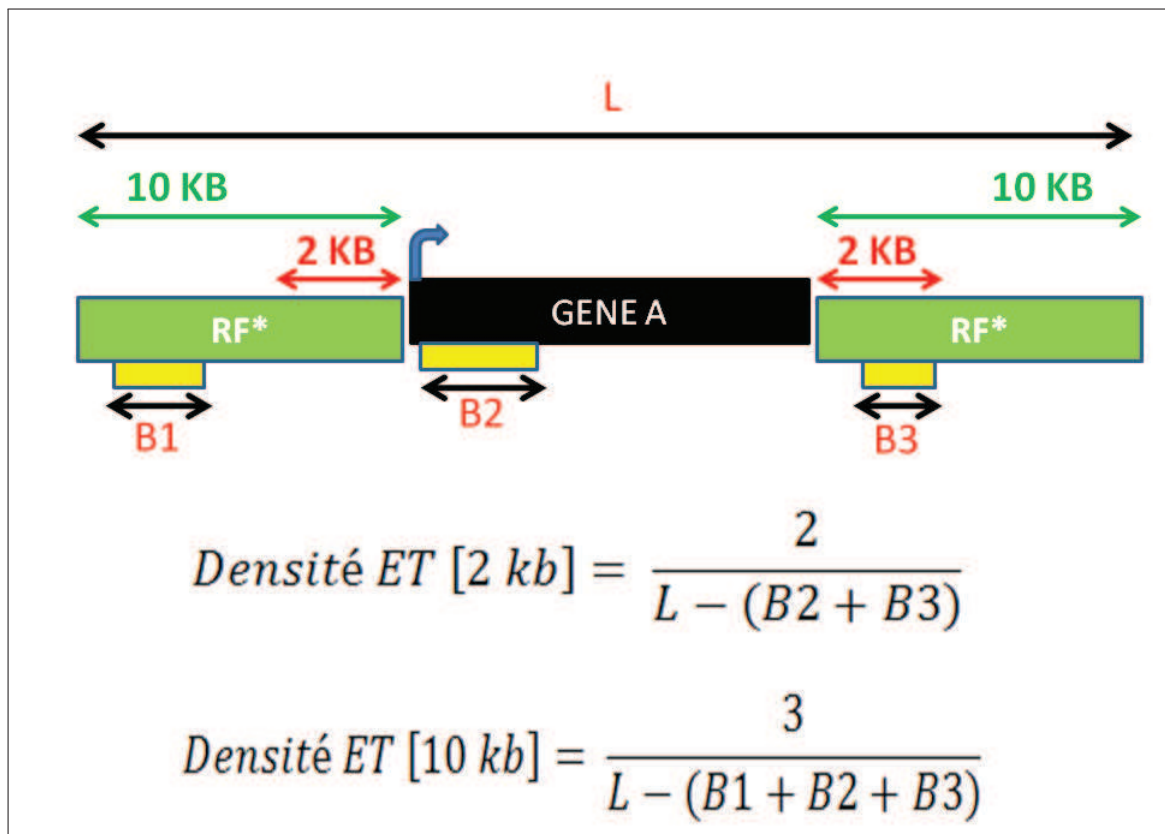 L
10 KB 10 KB
2 KB 2 KB
RF* GENE A RF*
B1 B2 B3
Densité ET [2 kb] = 2 / L − (B2 + B3)
Densité ET [10 kb] = 3 / L − (B1 + B2 + B3)